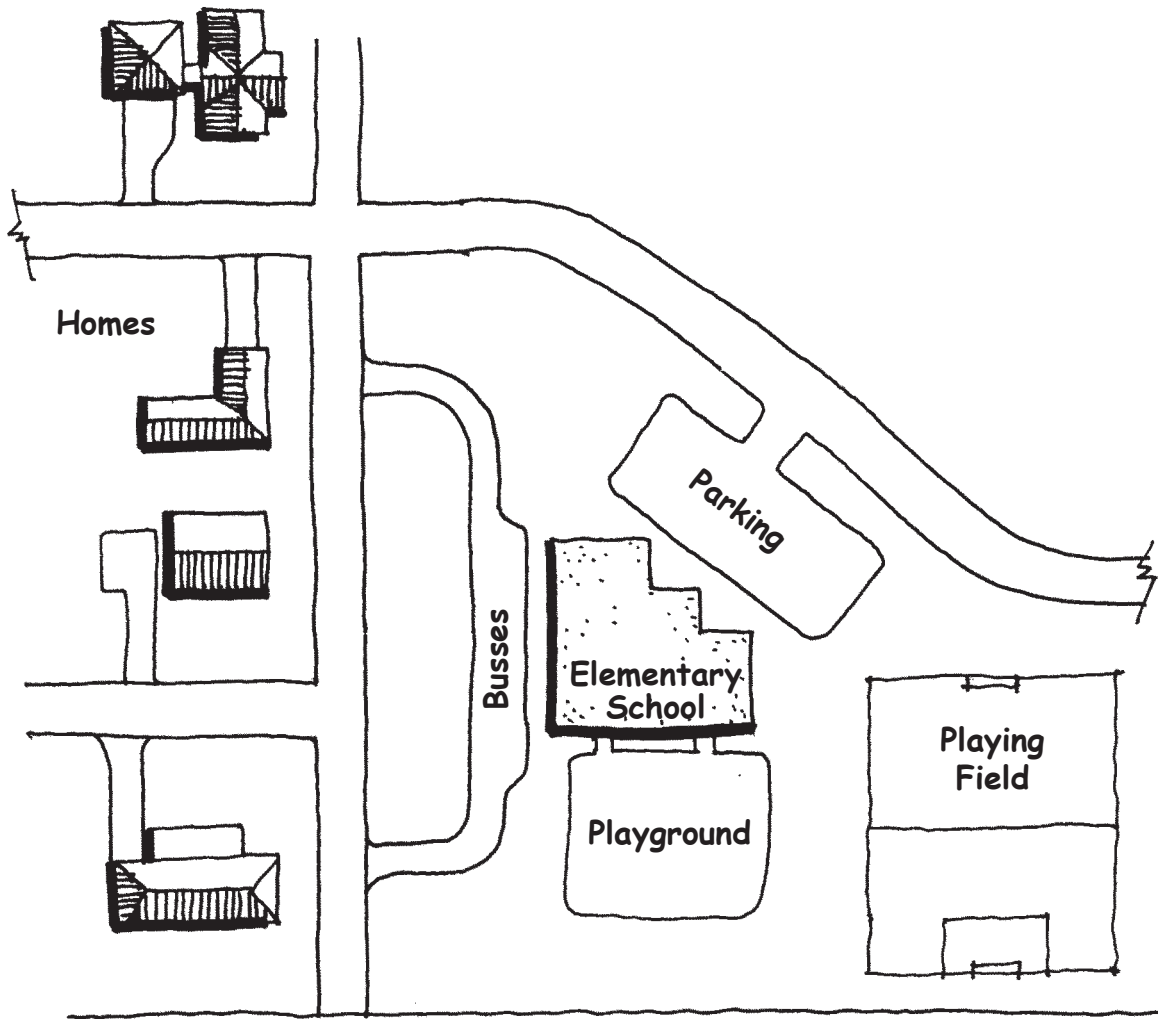 Homes
Parking
Busses
Elementary
School
Playing
Field
Playground